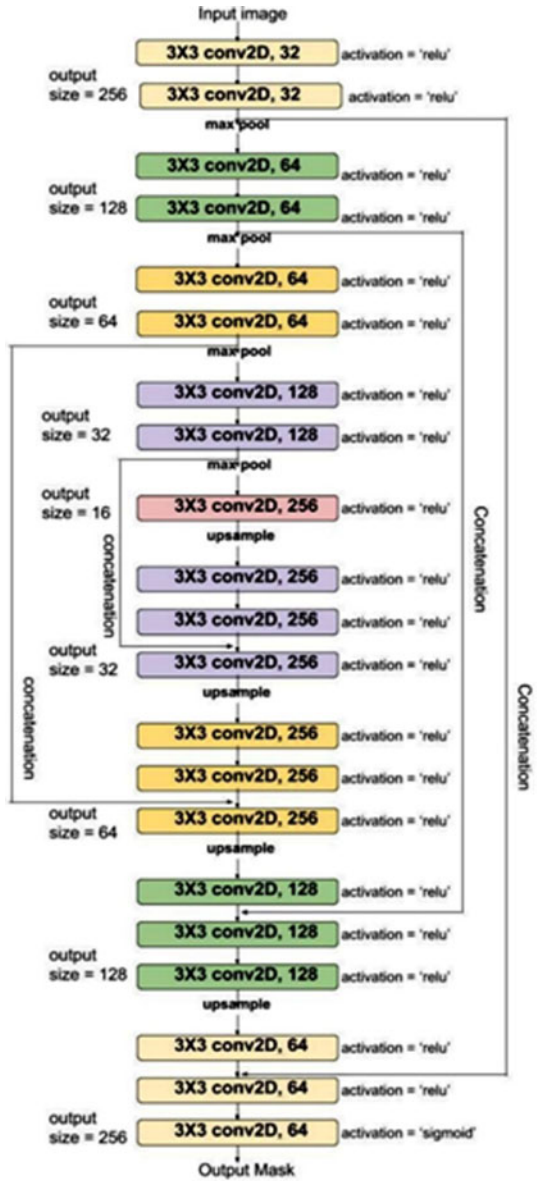 Input image
3X3 conv2D, 32 activation = 'relu'
output
size = 256
3X3 conv2D, 32 activation = 'relu'
max pool
3X3 conv2D, 64 activation = 'relu'
output
size = 128
3X3 conv2D, 64 activation = 'relu'
max pool
3X3 conv2D, 64 activation = 'relu'
output
size = 64
3X3 conv2D, 64 activation = 'relu'
max pool
3X3 conv2D, 128 activation = 'relu'
output
size = 32
3X3 conv2D, 128 activation = 'relu'
max pool
output
size = 16
3X3 conv2D, 256 activation = 'relu'
upsample
concatenation
Concatenation
3X3 conv2D, 256 activation = 'relu'
3X3 conv2D, 256 activation = 'relu'
output
size = 32
3X3 conv2D, 256 activation = 'relu'
upsample
concatenation
Concatenation
3X3 conv2D, 256 activation = 'relu'
3X3 conv2D, 256 activation = 'relu'
output
size = 64
3X3 conv2D, 256 activation = 'relu'
upsample
3X3 conv2D, 128 activation = 'relu'
3X3 conv2D, 128 activation = 'relu'
output
size = 128
3X3 conv2D, 128 activation = 'relu'
upsample
3X3 conv2D, 64 activation = 'relu'
3X3 conv2D, 64 activation = 'relu'
output
size = 256
3X3 conv2D, 64 activation = 'sigmoid'
Output Mask